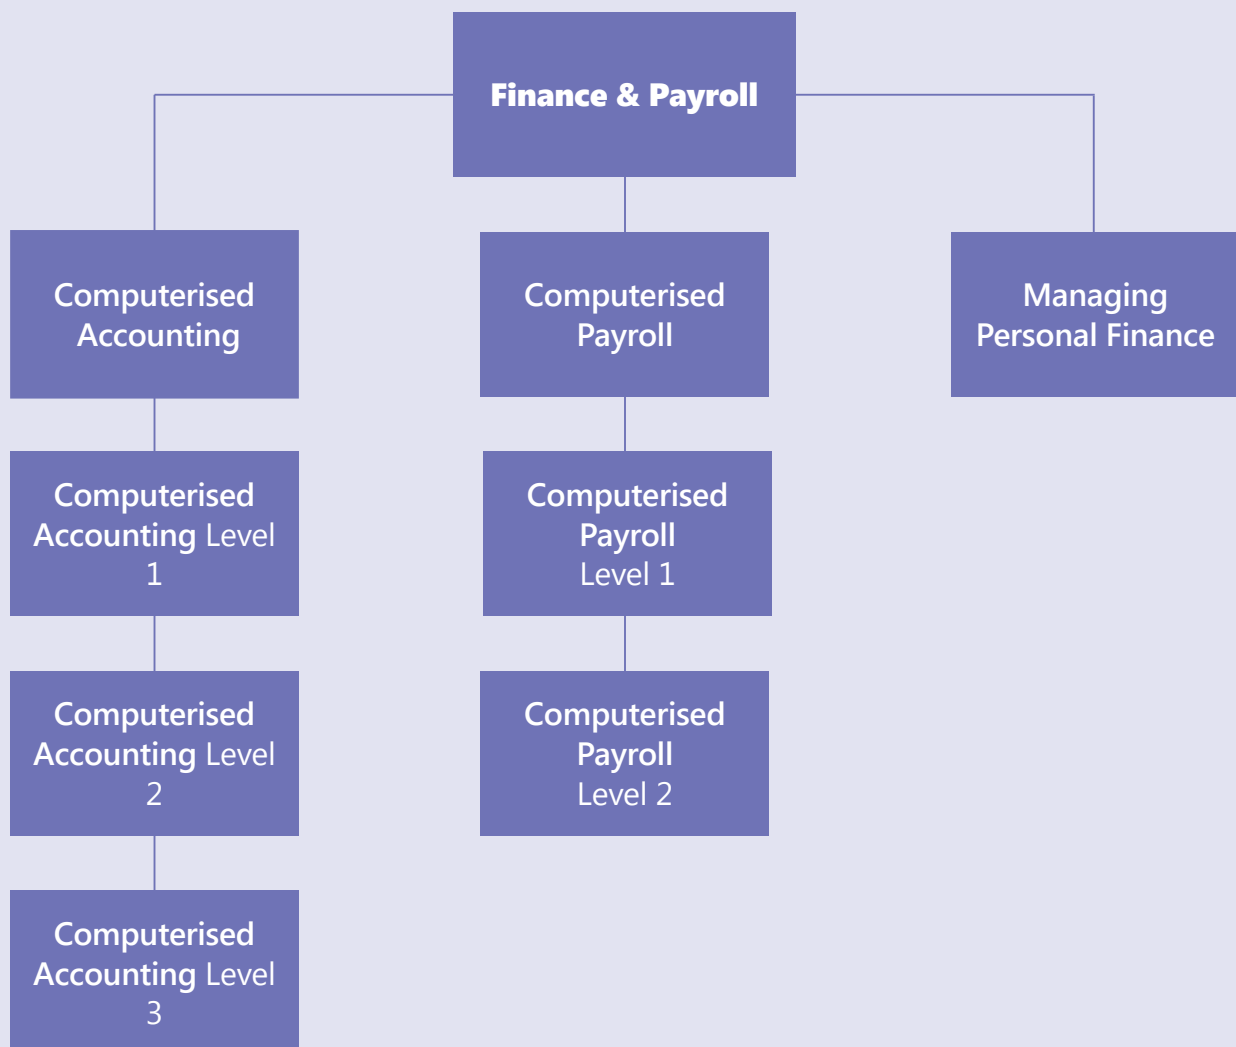 Finance & Payroll
Computerised
Accounting
Computerised
Payroll
Managing
Personal Finance
Computerised
Accounting Level
1
Computerised
Payroll
Level 1
Computerised
Accounting Level
2
Computerised
Payroll
Level 2
Computerised
Accounting Level
3